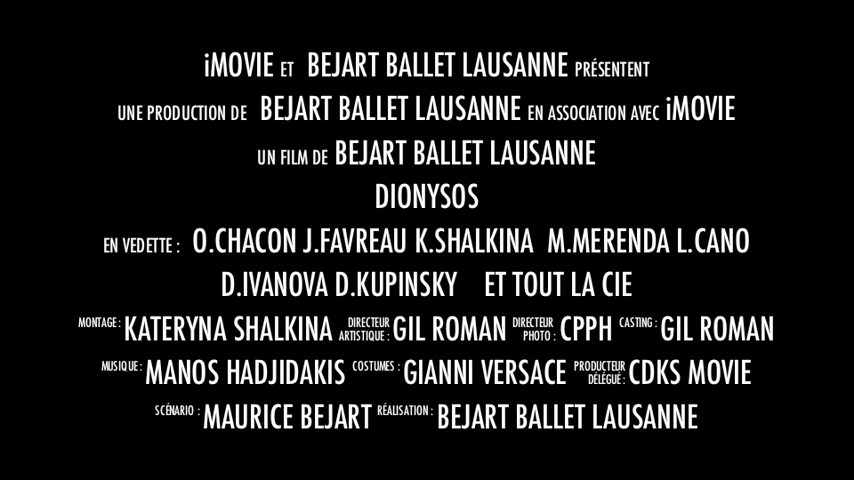 iMOVIE ET BEJART BALLET LAUSANNE PRÉSENTENT
UNE PRODUCTION DE BEJART BALLET LAUSANNE EN ASSOCIATION AVEC iMOVIE
UN FILM DE BEJART BALLET LAUSANNE
DIONYSOS
EN VEDETTE : O.CHACON J.FAVREAU K.SHALKINA M.MERENDA L.CANO
D.IVANOVA D.KUPINSKY ET TOUT LA CIE
MONTAGE : KATERYNA SHALKINA DIRECTEUR ARTISTIQUE : GIL ROMAN DIRECTEUR PHOTO : CPPH CASTING : GIL ROMAN
MUSIQUE : MANOS HADJIDAKIS COSTUMES : GIANNI VERSACE PRODUCTEUR DÉLÉGUÉ : CDKS MOVIE
SCÉNARIO : MAURICE BEJART RÉALISATION : BEJART BALLET LAUSANNE